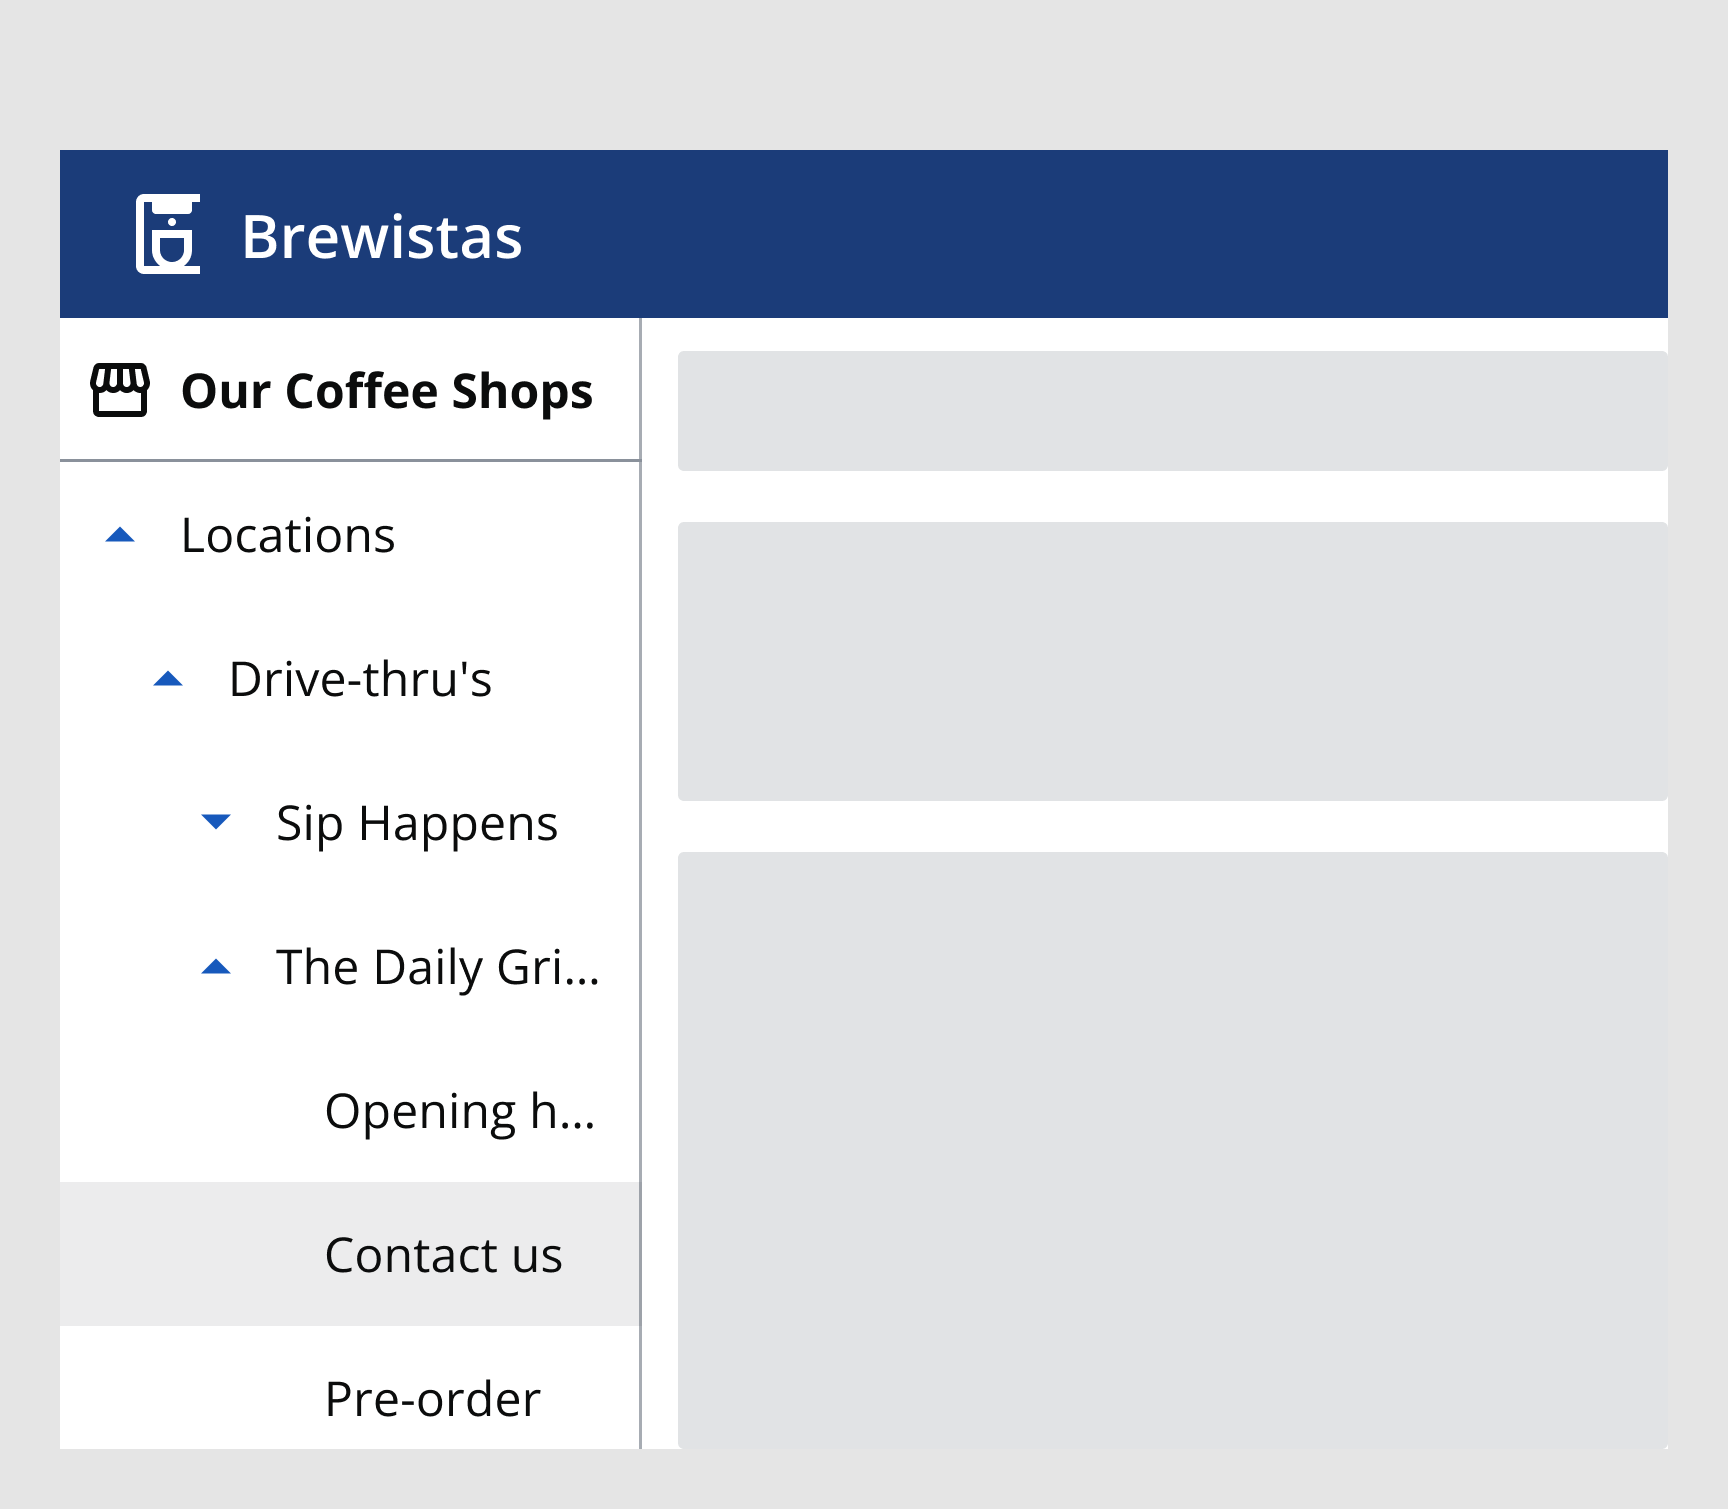 Brewistas
Our Coffee Shops
Locations
Drive-thru's
Sip Happens
The Daily Gri...
Opening h...
Contact us
Pre-order